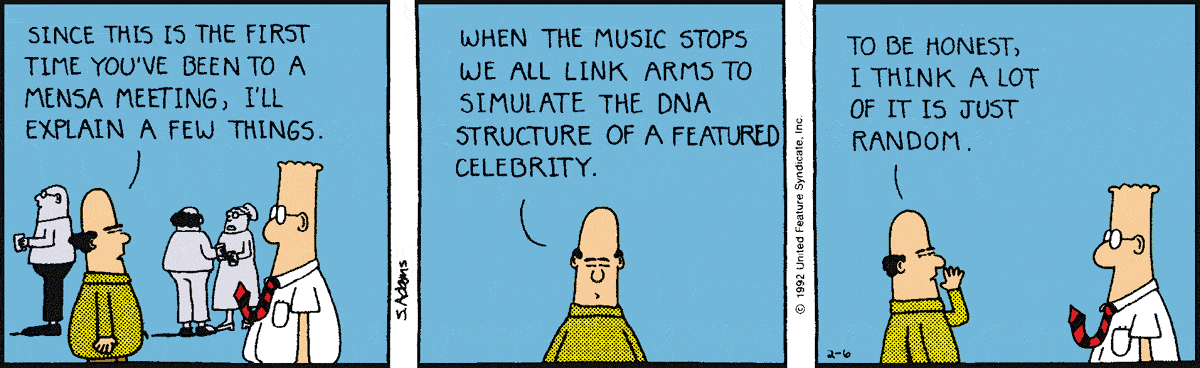 SINCE THIS IS THE FIRST
TIME YOU'VE BEEN TO A
MENSA MEETING, I'LL
EXPLAIN A FEW THINGS.
S. Adams
WHEN THE MUSIC STOPS
WE ALL LINK ARMS TO
SIMULATE THE DNA
STRUCTURE OF A FEATURED
CELEBRITY.
© 1992 United Feature Syndicate, Inc.
TO BE HONEST,
I THINK A LOT
OF IT IS JUST
RANDOM.
2-6